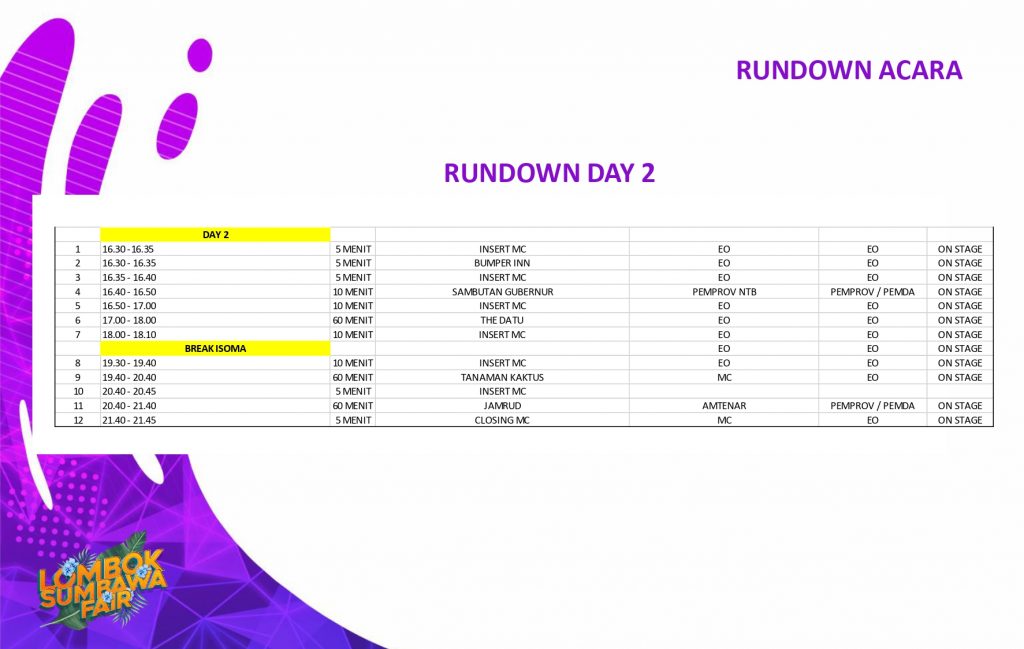 RUNDOWN ACARA
RUNDOWN DAY 2
DAY 2
1 16.30 - 16.35 5 MENIT INSERT MC EO EO ON STAGE
2 16.30 - 16.35 5 MENIT BUMPER INN EO EO ON STAGE
3 16.35 - 16.40 5 MENIT INSERT MC EO EO ON STAGE
4 16.40 - 16.50 10 MENIT SAMBUTAN GUBERNUR PEMPROV NTB PEMPROV / PEMDA ON STAGE
5 16.50 - 17.00 10 MENIT INSERT MC EO EO ON STAGE
6 17.00 - 18.00 60 MENIT THE DATU EO EO ON STAGE
7 18.00 - 18.10 10 MENIT INSERT MC EO EO ON STAGE
BREAK ISOMA EO EO ON STAGE
8 19.30 - 19.40 10 MENIT INSERT MC EO EO ON STAGE
9 19.40 - 20.40 60 MENIT TANAMAN KAKTUS MC EO ON STAGE
10 20.40 - 20.45 5 MENIT INSERT MC
11 20.40 - 21.40 60 MENIT JAMRUD AMTENAR PEMPROV / PEMDA ON STAGE
12 21.40 - 21.45 5 MENIT CLOSING MC MC EO ON STAGE
LOMBOK
SUMBAWA
FAIR